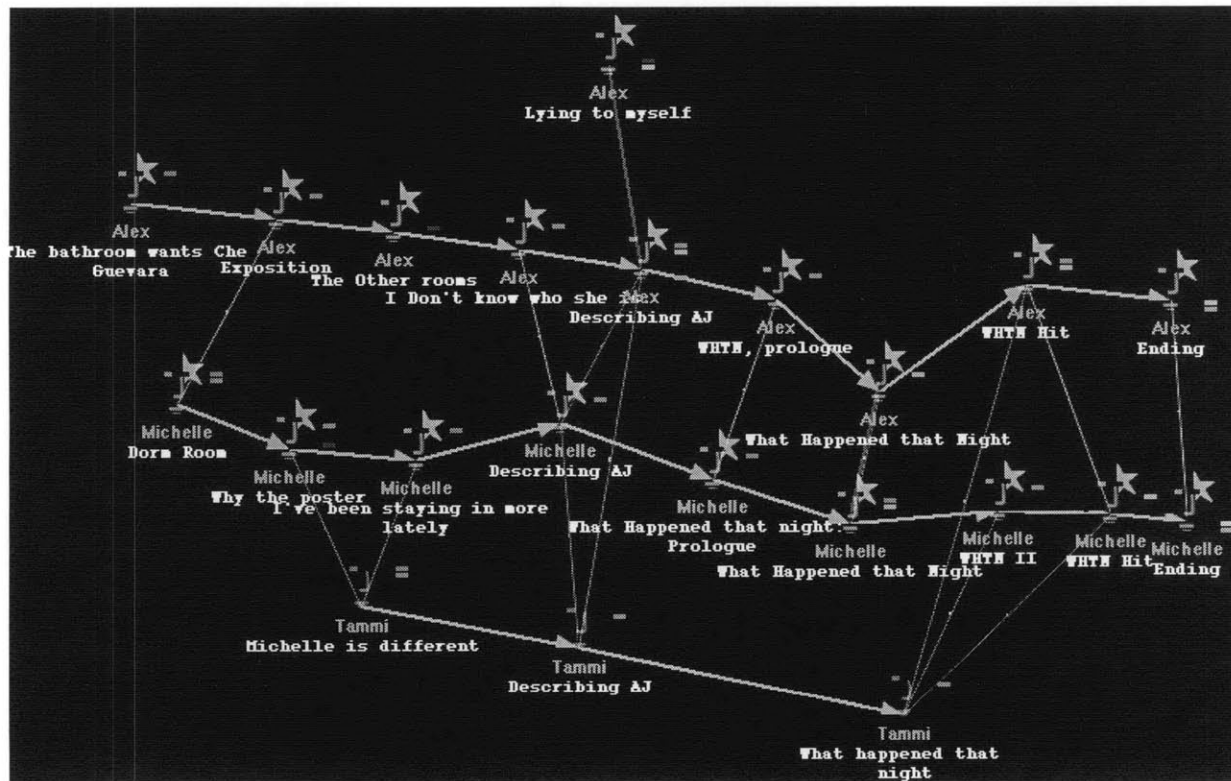 Alex
Lying to myself
Alex
The bathroom wants Che
Guevara
Alex
Exposition
Alex
The Other rooms
Alex
I Don't know who she is
Alex
Describing AJ
Alex
WHTN, prologue
Alex
WHTN Hit
Alex
Ending
Alex
What Happened that Night
Michelle
Dorm Room
Michelle
Why the poster
Michelle
I've been staying in more
lately
Michelle
Describing AJ
Michelle
What Happened that night:
Prologue
Michelle
What Happened that Night
Michelle
WHTN II
Michelle
WHTN Hit
Michelle
Ending
Tammi
Michelle is different
Tammi
Describing AJ
Tammi
What happened that
night